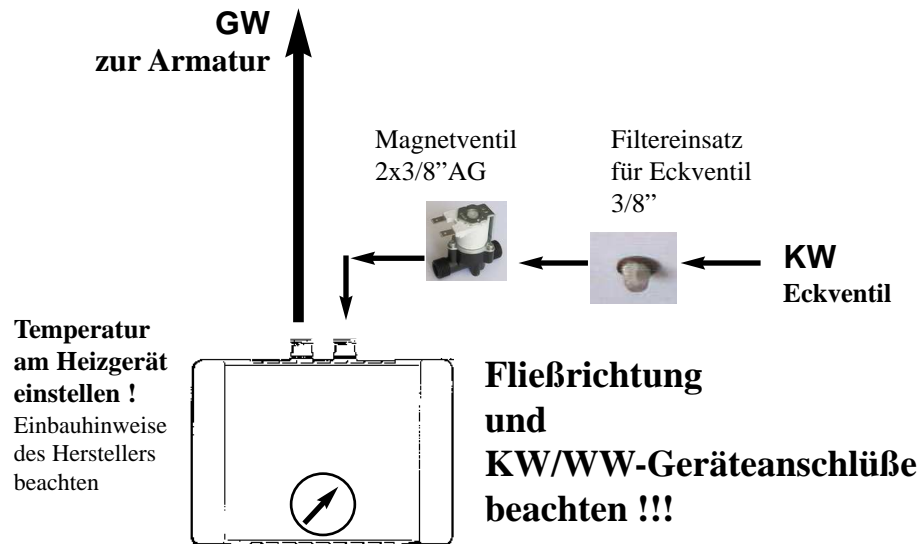 GW
zur Armatur
Magnetventil
2x3/8”AG
Filtereinsatz
für Eckventil
3/8”
KW
Eckventil
Temperatur
am Heizgerät
einstellen !
Einbauhinweise
des Herstellers
beachten
Fließrichtung
und
KW/WW-Geräteanschlüße
beachten !!!